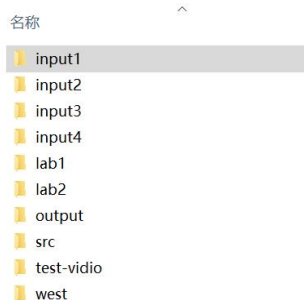 名称
input1
input2
input3
input4
lab1
lab2
output
src
test-vidio
west